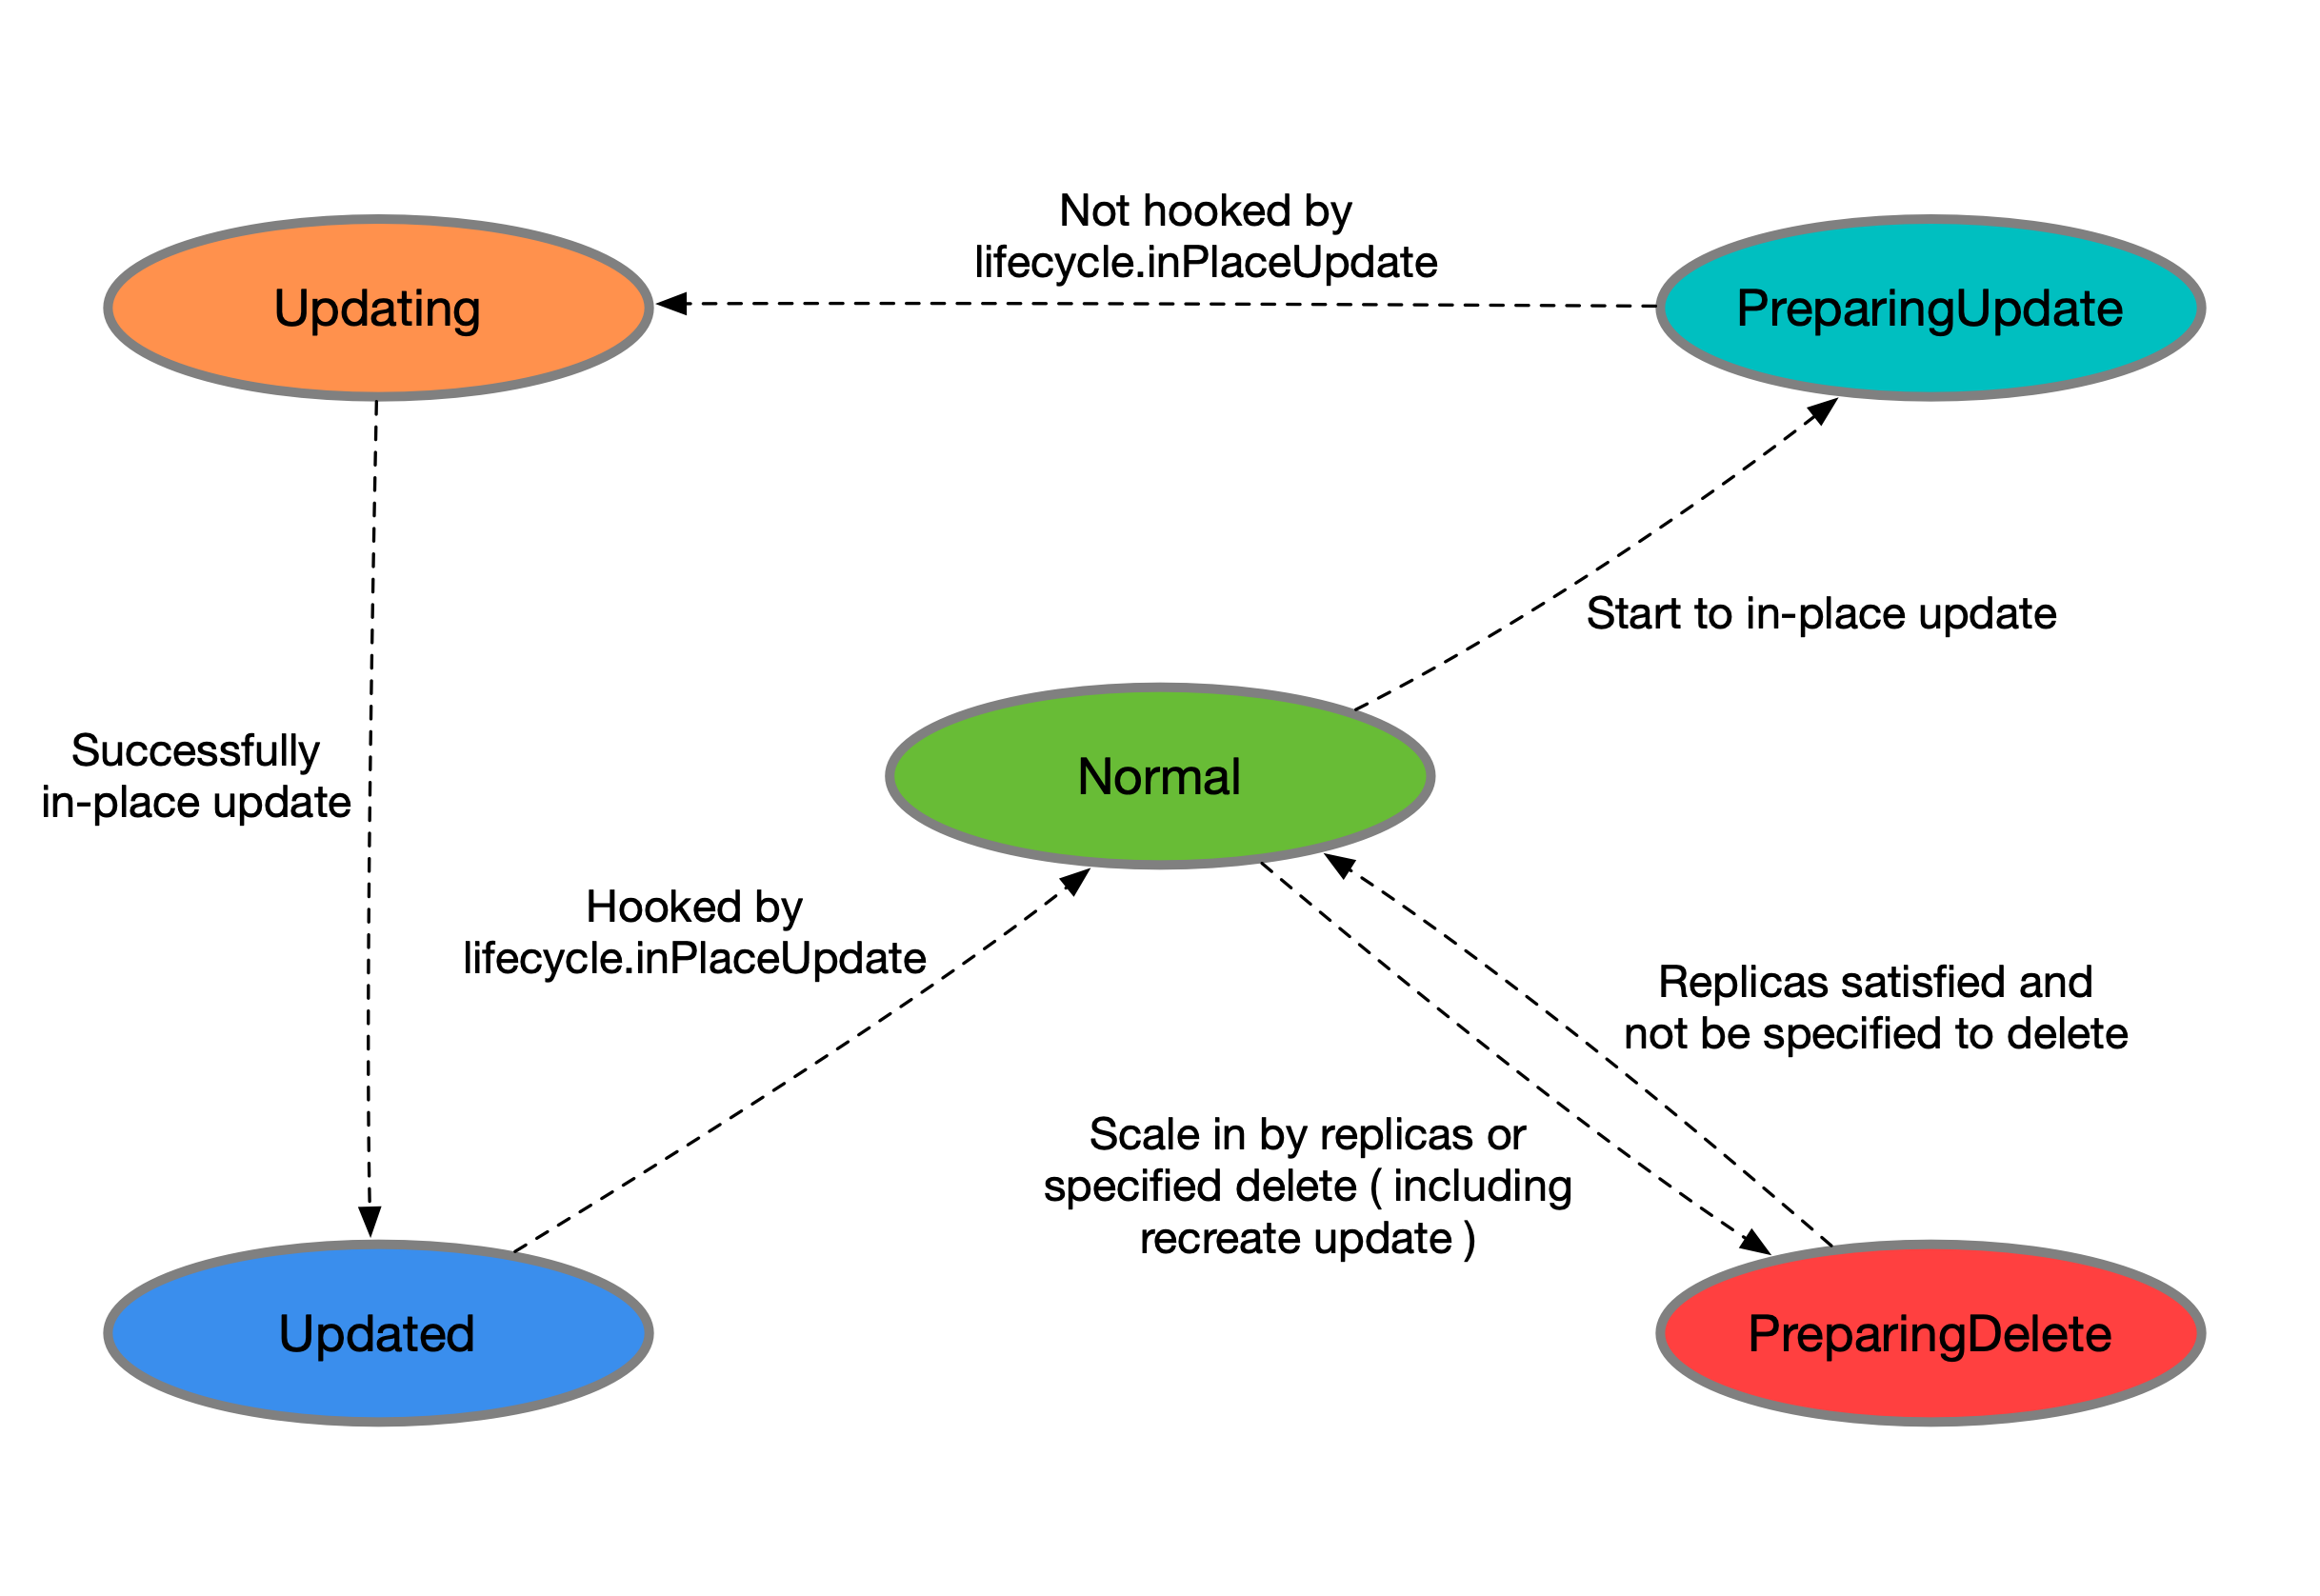 Not hooked by
lifecycle.inPlaceUpdate
Updating
PreparingUpdate
Start to in-place update
Successfully
in-place update
Normal
Hooked by
lifecycle.inPlaceUpdate
Replicas satisfied and
not be specified to delete
Scale in by replicas or
specified delete ( including
recreate update )
Updated
PreparingDelete